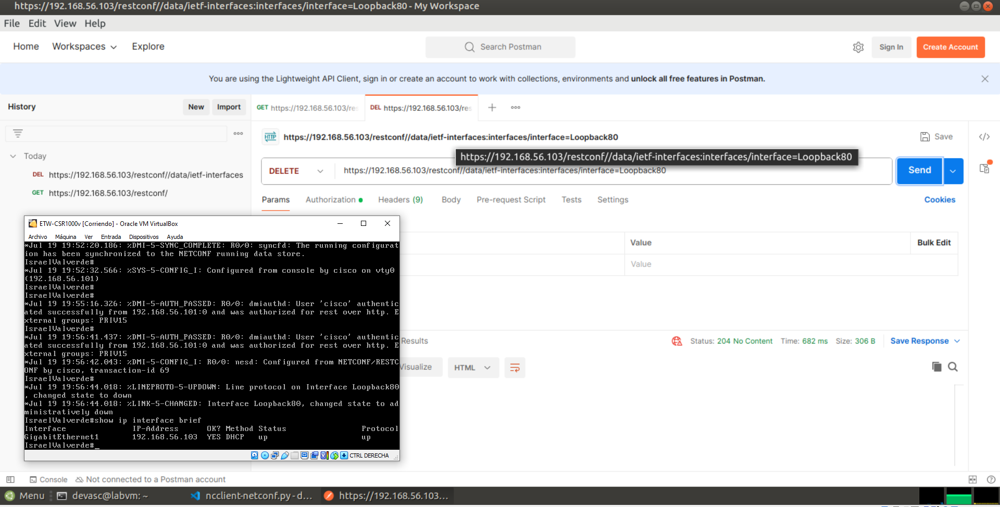 https://192.168.56.103/restconf//data/ietf-interfaces:interfaces/interface=Loopback80 - My Workspace
File Edit View Help
Home Workspaces Explore
Search Postman
Sign In
Create Account
You are using the Lightweight API Client, sign in or create an account to work with collections, environments and unlock all free features in Postman.
History
New
Import
GET https://192.168.56.103/res
DEL https://192.168.56.103/res
HTTP
https://192.168.56.103/restconf//data/ietf-interfaces:interfaces/interface=Loopback80
Save
</>
Today
https://192.168.56.103/restconf//data/ietf-interfaces:interfaces/interface=Loopback80
DELETE
https://192.168.56.103/restconf//data/ietf-interfaces:interfaces/interface=Loopback80
Send
DEL https://192.168.56.103/restconf//data/ietf-interfaces
GET https://192.168.56.103/restconf/
Params Authorization Headers (9) Body Pre-request Script Tests Settings
Cookies
Value
Bulk Edit
Value
ETW-CSR1000v [Corriendo] - Oracle VM VirtualBox
Archivo Máquina Ver Entrada Dispositivos Ayuda
*Jul 19 19:52:20.186: %DMI-5-SYNC_COMPLETE: R0/0: syncfd: The running configurat
ion has been synchronized to the NETCONF running data store.
IsraelValverde#
*Jul 19 19:52:32.566: %SYS-5-CONFIG_I: Configured from console by cisco on vty0
(192.168.56.101)
IsraelValverde#
IsraelValverde#
*Jul 19 19:55:16.326: %DMI-5-AUTH_PASSED: R0/0: dmiauthd: User 'cisco' authentic
ated successfully from 192.168.56.101:0 and was authorized for rest over http. E
xternal groups: PRIV15
IsraelValverde#
*Jul 19 19:56:41.437: %DMI-5-AUTH_PASSED: R0/0: dmiauthd: User 'cisco' authentic
ated successfully from 192.168.56.101:0 and was authorized for rest over http. E
xternal groups: PRIV15
*Jul 19 19:56:42.043: %DMI-5-CONFIG_I: R0/0: nesd: Configured from NETCONF/RESTC
ONF by cisco, transaction-id 69
IsraelValverde#
*Jul 19 19:56:44.018: %LINEPROTO-5-UPDOWN: Line protocol on Interface Loopback80
, changed state to down
*Jul 19 19:56:44.018: %LINK-5-CHANGED: Interface Loopback80, changed state to ad
ministratively down
IsraelValverde#show ip interface brief
Interface IP-Address OK? Method Status Protocol
GigabitEthernet1 192.168.56.103 YES DHCP up up
IsraelValverde#_
CTRL DERECHA
Results
Status: 204 No Content Time: 682 ms Size: 306 B
Save Response
Visualize
HTML
Console
Not connected to a Postman account
Menu
devasc@labvm: ~
ncclient-netconf.py - d...
https://192.168.56.103...